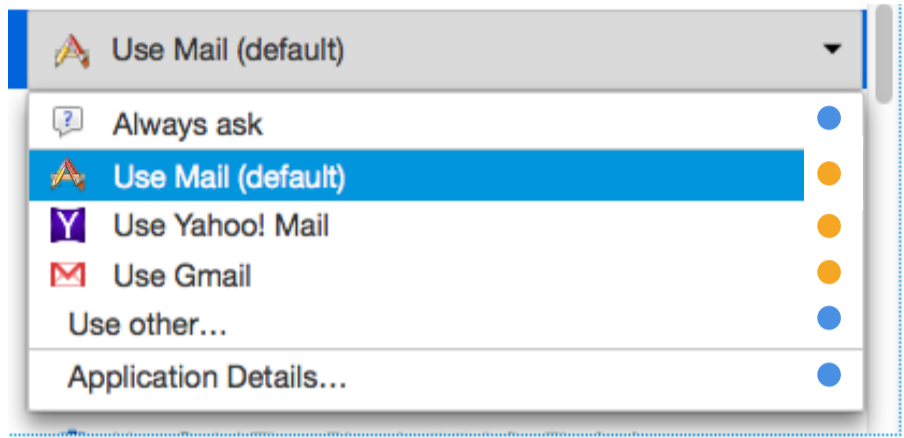 Use Mail (default)
? Always ask
Use Mail (default)
Y Use Yahoo! Mail
M Use Gmail
Use other...
Application Details...